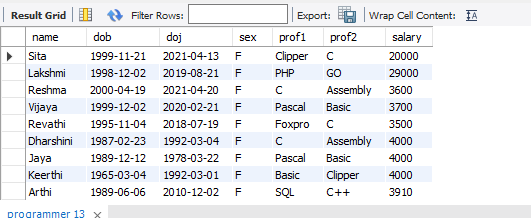 Result Grid Filter Rows: Export: Wrap Cell Content: IA
name dob doj sex prof1 prof2 salary
Sita 1999-11-21 2021-04-13 F Clipper C 20000
Lakshmi 1998-12-02 2019-08-21 F PHP GO 29000
Reshma 2000-04-19 2021-04-20 F C Assembly 3600
Vijaya 1999-12-02 2020-02-21 F Pascal Basic 3700
Revathi 1995-11-04 2018-07-19 F Foxpro C 3500
Dharshini 1987-02-23 1992-03-04 F C Assembly 4000
Jaya 1989-12-12 1978-03-22 F Pascal Basic 4000
Keerthi 1965-03-04 1992-03-01 F Basic Clipper 4000
Arthi 1989-06-06 2010-12-02 F SQL C++ 3910
programmer 13